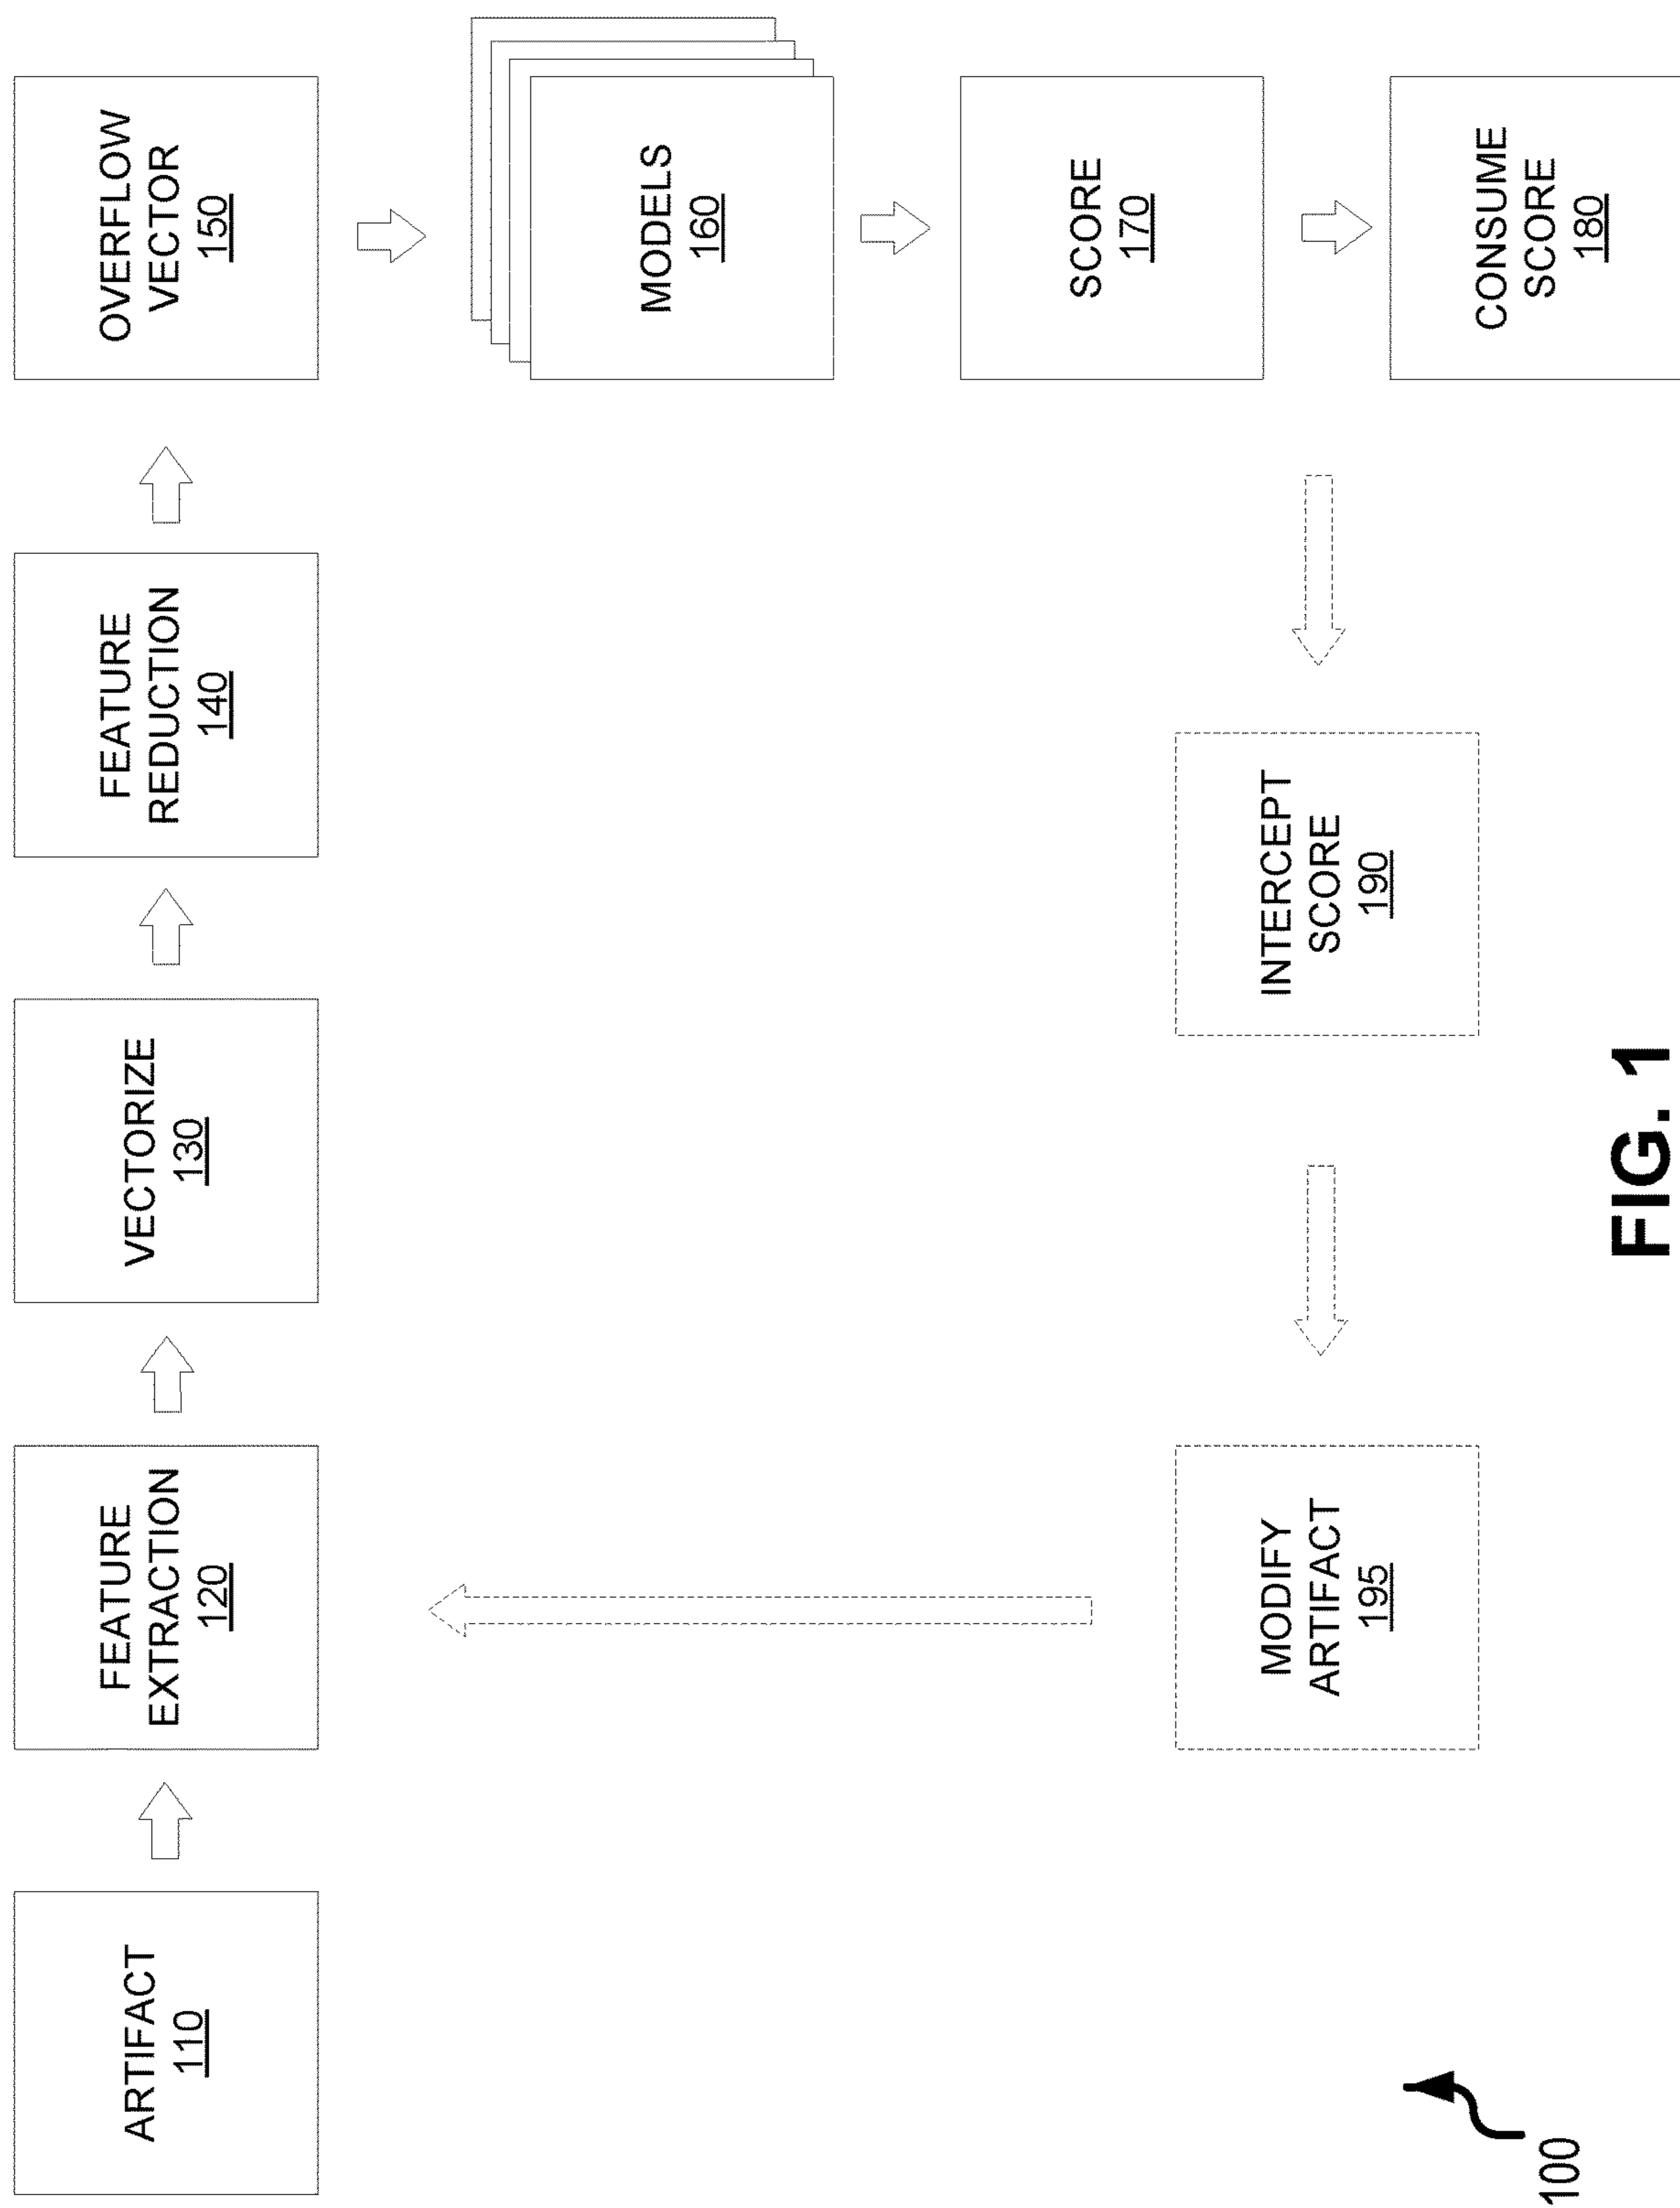 ARTIFACT
110
FEATURE
EXTRACTION
120
VECTORIZE
130
FEATURE
REDUCTION
140
OVERFLOW
VECTOR
150
MODELS
160
SCORE
170
CONSUME
SCORE
180
INTERCEPT
SCORE
190
MODIFY
ARTIFACT
195
100
FIG. 1